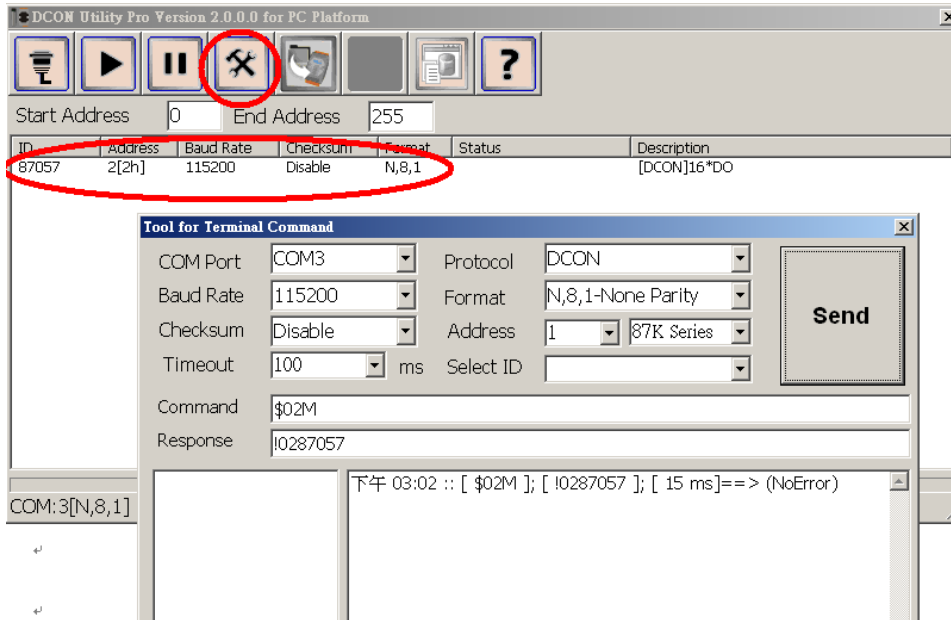 DCON Utility Pro Version 2.0.0.0 for PC Platform
?
Start Address 0 End Address 255
ID Address Baud Rate Checksum Format Status Description
87057 2[2h] 115200 Disable N,8,1 [DCON]16*DO
Tool for Terminal Command
COM Port COM3 Protocol DCON
Baud Rate 115200 Format N,8,1-None Parity
Checksum Disable Address 1 87K Series
Timeout 100 ms Select ID
Send
Command $02M
Response !0287057
下午 03:02 :: [ $02M ]; [ !0287057 ]; [ 15 ms]==> (NoError)
COM:3[N,8,1]